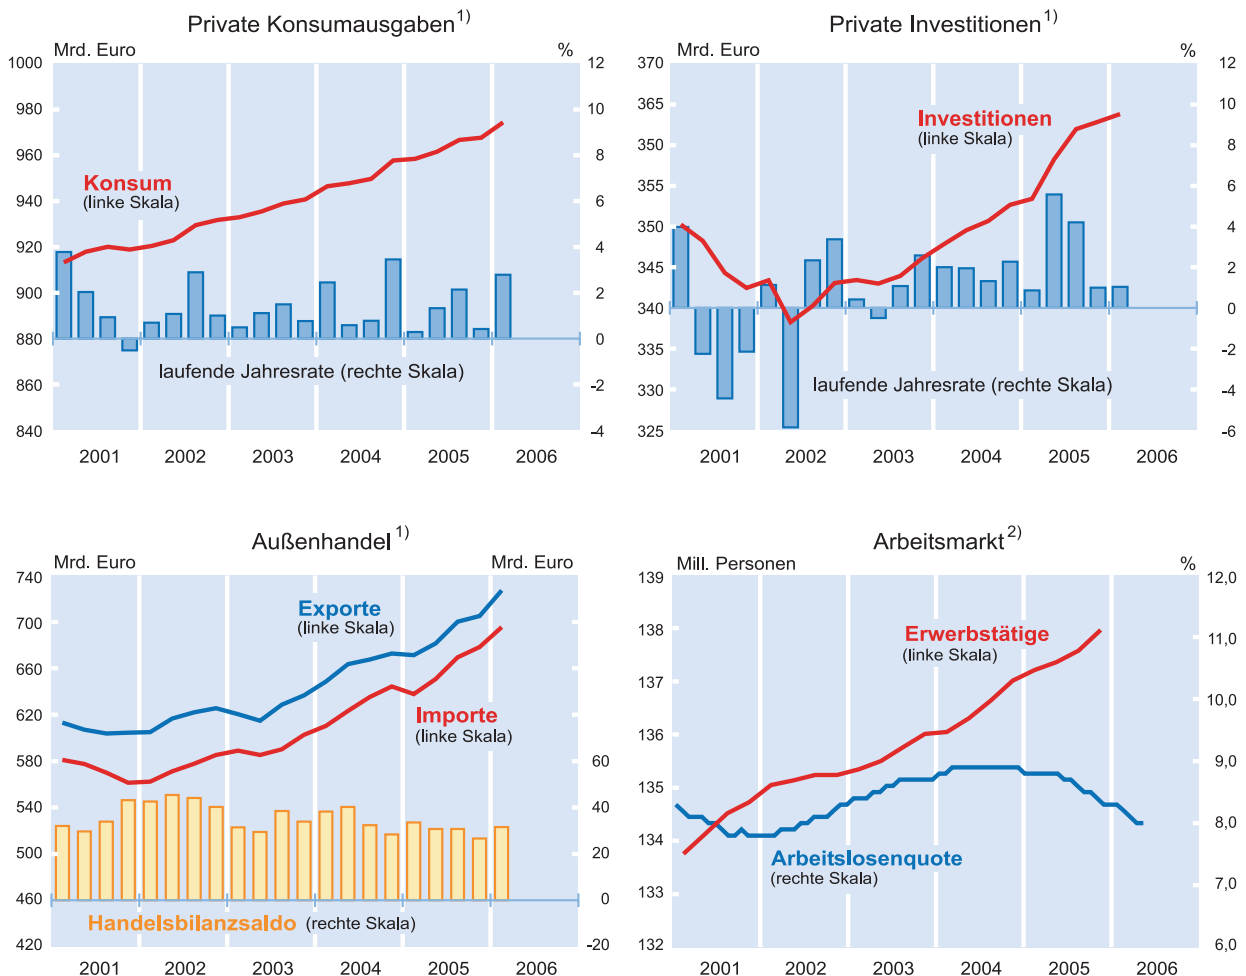 Private Konsumausgaben 1)
Mrd. Euro %
1000 12
980 10
960 8
940 6
920 4
900 2
880 0
860 -2
840 -4
Konsum
(linke Skala)
laufende Jahresrate (rechte Skala)
2001 2002 2003 2004 2005 2006
Private Investitionen 1)
Mrd. Euro %
370 12
365 10
360 8
355 6
350 4
345 2
340 0
335 -2
330 -4
325 -6
Investitionen
(linke Skala)
laufende Jahresrate (rechte Skala)
2001 2002 2003 2004 2005 2006
Außenhandel 1)
Mrd. Euro Mrd. Euro
740
700
660
620
580 60
540 40
500 20
460 0
420 -20
Exporte
(linke Skala)
Importe
(linke Skala)
Handelsbilanzsaldo (rechte Skala)
2001 2002 2003 2004 2005 2006
Arbeitsmarkt 2)
Mill. Personen %
139 12,0
138 11,0
137 10,0
136 9,0
135 8,0
134 7,0
133 6,0
132
Erwerbstätige
(linke Skala)
Arbeitslosenquote
(rechte Skala)
2001 2002 2003 2004 2005 2006